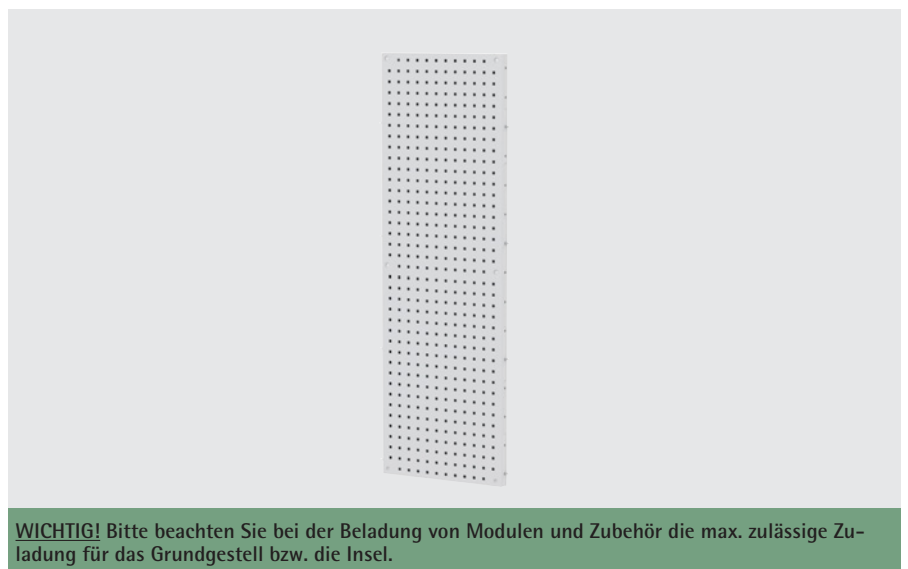 WICHTIG! Bitte beachten Sie bei der Beladung von Modulen und Zubehör die max. zulässige Zu-
ladung für das Grundgestell bzw. die Insel.